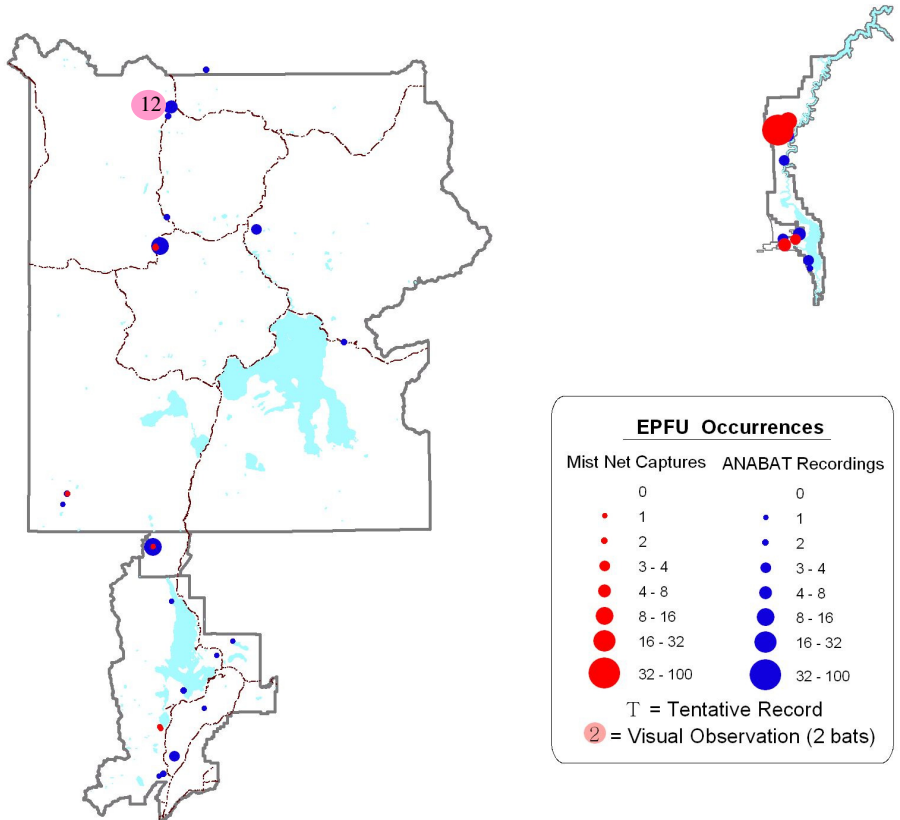 12
EPFU Occurrences
Mist Net Captures ANABAT Recordings
0 0
1 1
2 2
3 - 4 3 - 4
4 - 8 4 - 8
8 - 16 8 - 16
16 - 32 16 - 32
32 - 100 32 - 100
T = Tentative Record
2 = Visual Observation (2 bats)